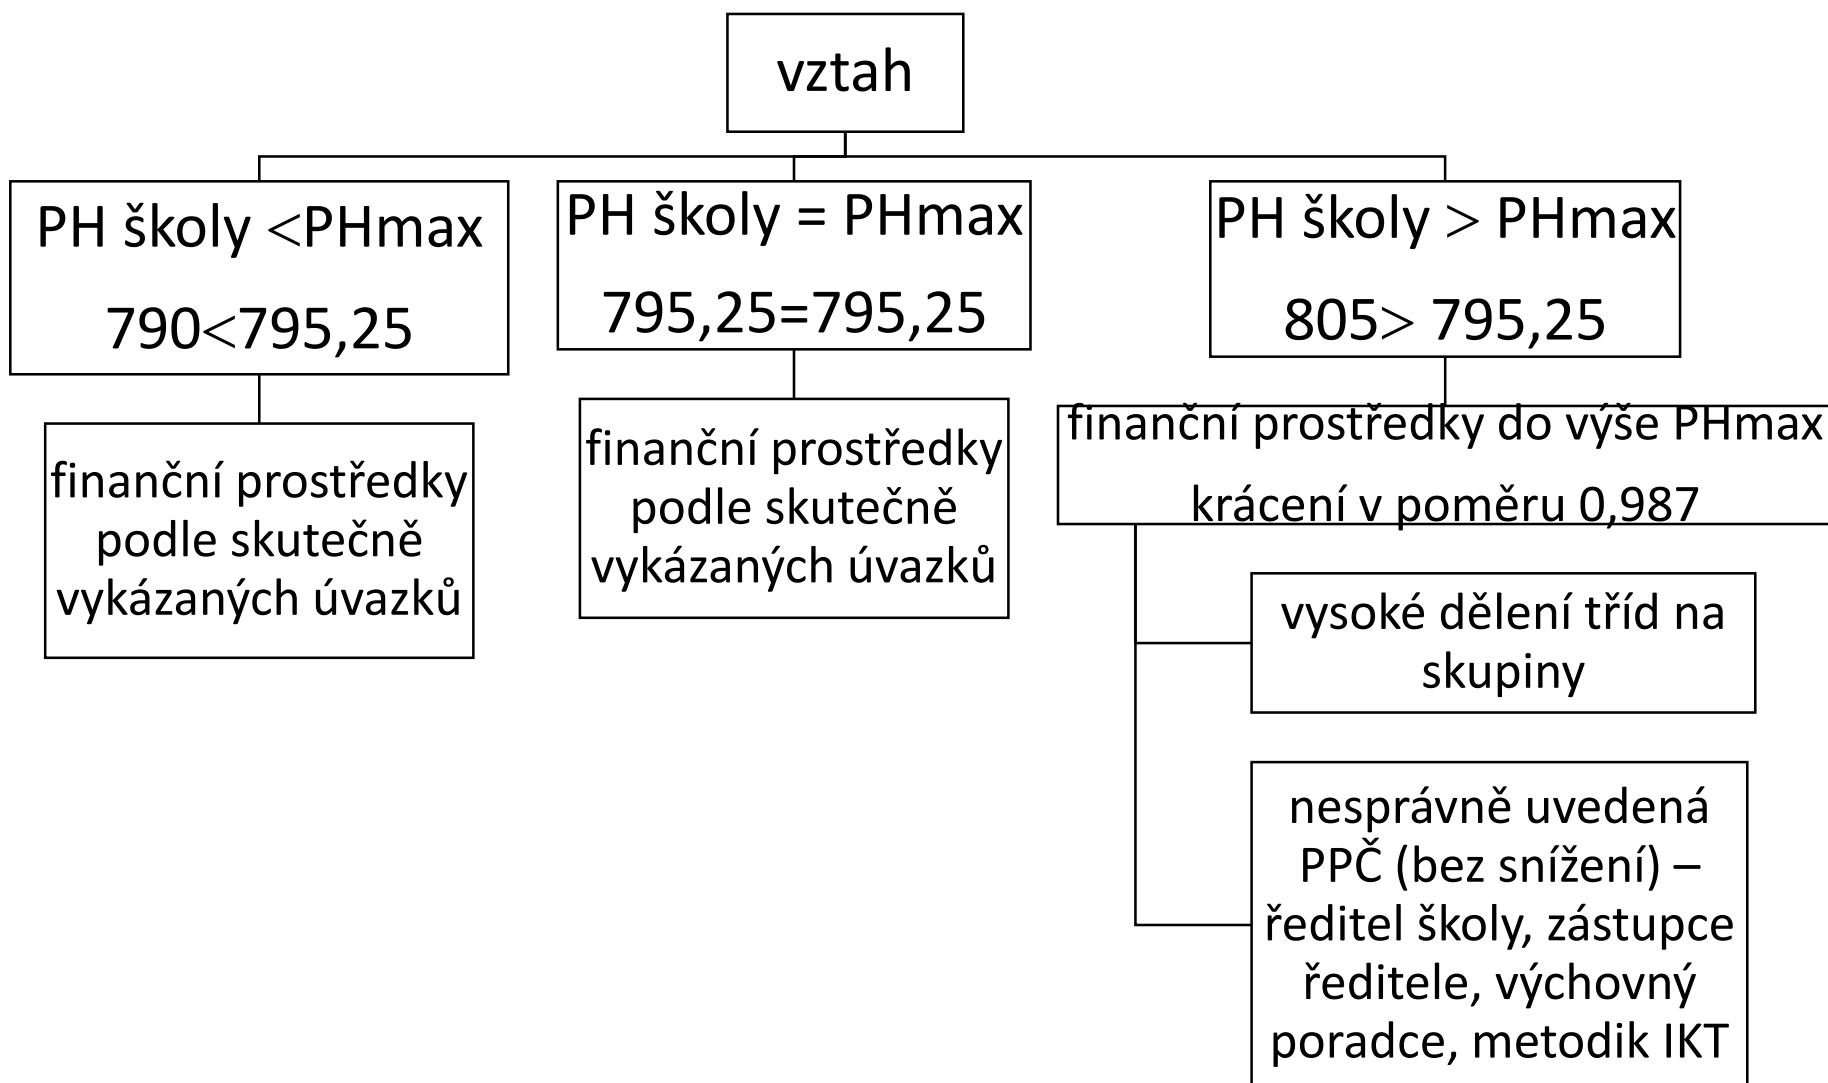 vztah
PH školy <PHmax
790<795,25
PH školy = PHmax
795,25=795,25
PH školy > PHmax
805> 795,25
finanční prostředky
podle skutečně
vykázaných úvazků
finanční prostředky
podle skutečně
vykázaných úvazků
finanční prostředky do výše PHmax
krácení v poměru 0,987
vysoké dělení tříd na
skupiny
nesprávně uvedená
PPČ (bez snížení) –
ředitel školy, zástupce
ředitele, výchovný
poradce, metodik IKT